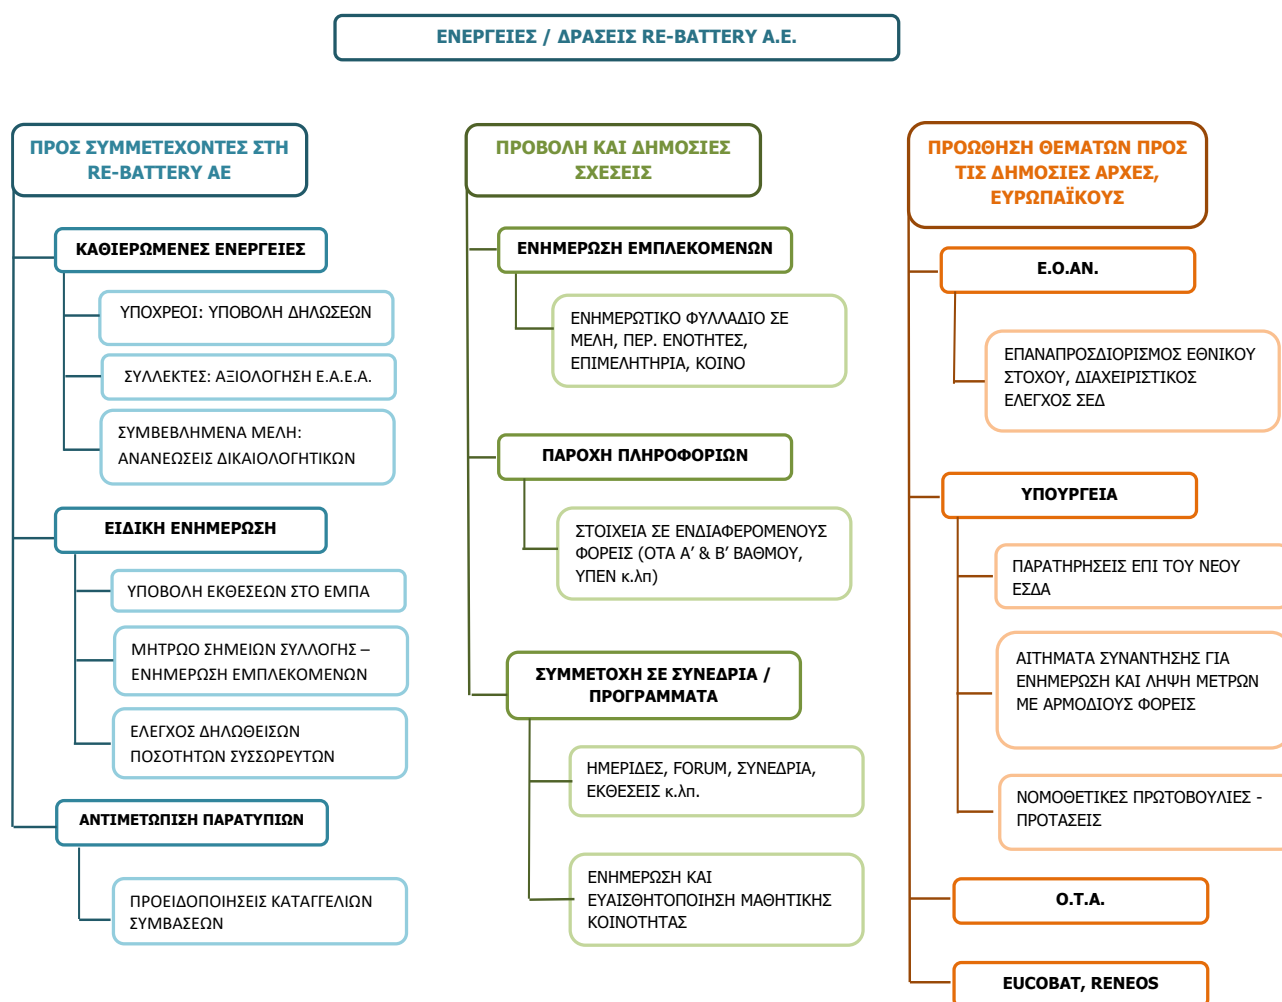 ΕΝΕΡΓΕΙΕΣ / ΔΡΑΣΕΙΣ RE-BATTERY Α.Ε.
ΠΡΟΣ ΣΥΜΜΕΤΕΧΟΝΤΕΣ ΣΤΗ
RE-BATTERY AE
ΚΑΘΙΕΡΩΜΕΝΕΣ ΕΝΕΡΓΕΙΕΣ
ΥΠΟΧΡΕΟΙ: ΥΠΟΒΟΛΗ ΔΗΛΩΣΕΩΝ
ΣΥΛΛΕΚΤΕΣ: ΑΞΙΟΛΟΓΗΣΗ Ε.Α.Ε.Α.
ΣΥΜΒΕΒΛΗΜΕΝΑ ΜΕΛΗ:
ΑΝΑΝΕΩΣΕΙΣ ΔΙΚΑΙΟΛΟΓΗΤΙΚΩΝ
ΕΙΔΙΚΗ ΕΝΗΜΕΡΩΣΗ
ΥΠΟΒΟΛΗ ΕΚΘΕΣΕΩΝ ΣΤΟ ΕΜΠΑ
ΜΗΤΡΩΟ ΣΗΜΕΙΩΝ ΣΥΛΛΟΓΗΣ –
ΕΝΗΜΕΡΩΣΗ ΕΜΠΛΕΚΟΜΕΝΩΝ
ΕΛΕΓΧΟΣ ΔΗΛΩΘΕΙΣΩΝ
ΠΟΣΟΤΗΤΩΝ ΣΥΣΣΩΡΕΥΤΩΝ
ΑΝΤΙΜΕΤΩΠΙΣΗ ΠΑΡΑΤΥΠΙΩΝ
ΠΡΟΕΙΔΟΠΟΙΗΣΕΙΣ ΚΑΤΑΓΓΕΛΙΩΝ
ΣΥΜΒΑΣΕΩΝ
ΠΡΟΒΟΛΗ ΚΑΙ ΔΗΜΟΣΙΕΣ
ΣΧΕΣΕΙΣ
ΕΝΗΜΕΡΩΣΗ ΕΜΠΛΕΚΟΜΕΝΩΝ
ΕΝΗΜΕΡΩΤΙΚΟ ΦΥΛΛΑΔΙΟ ΣΕ
ΜΕΛΗ, ΠΕΡ. ΕΝΟΤΗΤΕΣ,
ΕΠΙΜΕΛΗΤΗΡΙΑ, ΚΟΙΝΟ
ΠΑΡΟΧΗ ΠΛΗΡΟΦΟΡΙΩΝ
ΣΤΟΙΧΕΙΑ ΣΕ ΕΝΔΙΑΦΕΡΟΜΕΝΟΥΣ
ΦΟΡΕΙΣ (ΟΤΑ Α’ & Β’ ΒΑΘΜΟΥ,
ΥΠΕΝ κ.λπ)
ΣΥΜΜΕΤΟΧΗ ΣΕ ΣΥΝΕΔΡΙΑ /
ΠΡΟΓΡΑΜΜΑΤΑ
ΗΜΕΡΙΔΕΣ, FORUM, ΣΥΝΕΔΡΙΑ,
ΕΚΘΕΣΕΙΣ κ.λπ.
ΕΝΗΜΕΡΩΣΗ ΚΑΙ
ΕΥΑΙΣΘΗΤΟΠΟΙΗΣΗ ΜΑΘΗΤΙΚΗΣ
ΚΟΙΝΟΤΗΤΑΣ
ΠΡΟΩΘΗΣΗ ΘΕΜΑΤΩΝ ΠΡΟΣ
ΤΙΣ ΔΗΜΟΣΙΕΣ ΑΡΧΕΣ,
ΕΥΡΩΠΑΪΚΟΥΣ
Ε.Ο.ΑΝ.
ΕΠΑΝΑΠΡΟΣΔΙΟΡΙΣΜΟΣ ΕΘΝΙΚΟΥ
ΣΤΟΧΟΥ, ΔΙΑΧΕΙΡΙΣΤΙΚΟΣ
ΕΛΕΓΧΟΣ ΣΕΔ
ΥΠΟΥΡΓΕΙΑ
ΠΑΡΑΤΗΡΗΣΕΙΣ ΕΠΙ ΤΟΥ ΝΕΟΥ
ΕΣΔΑ
ΑΙΤΗΜΑΤΑ ΣΥΝΑΝΤΗΣΗΣ ΓΙΑ
ΕΝΗΜΕΡΩΣΗ ΚΑΙ ΛΗΨΗ ΜΕΤΡΩΝ
ΜΕ ΑΡΜΟΔΙΟΥΣ ΦΟΡΕΙΣ
ΝΟΜΟΘΕΤΙΚΕΣ ΠΡΩΤΟΒΟΥΛΙΕΣ -
ΠΡΟΤΑΣΕΙΣ
Ο.Τ.Α.
EUCOBAT, RENEOS